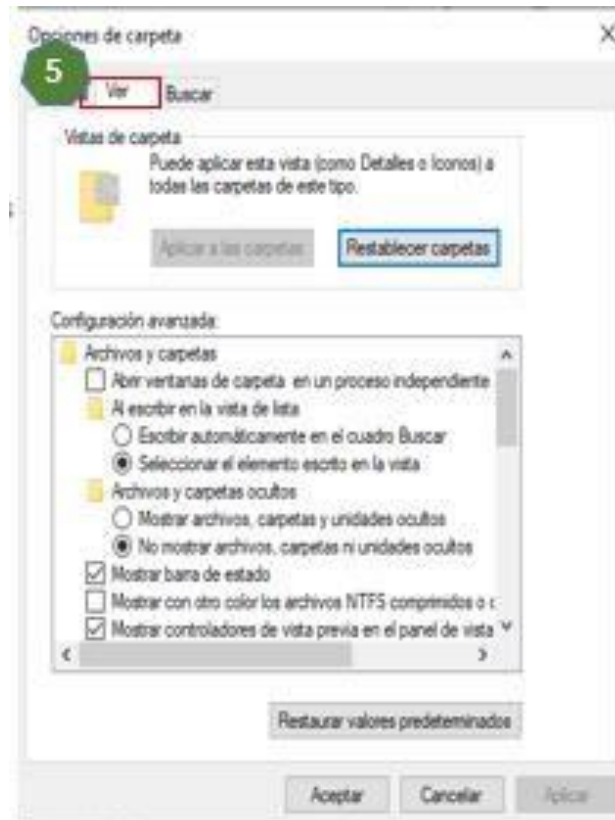 Opciones de carpeta
5
Ver
Buscar
Vistas de carpeta
Puede aplicar esta vista (como Detalles o Iconos) a
todas las carpetas de este tipo.
Aplicar a las carpetas
Restablecer carpetas
Configuración avanzada:
Archivos y carpetas
Abrir ventanas de carpeta en un proceso independiente
Al escribir en la vista de lista
Escribir automáticamente en el cuadro Buscar
Seleccionar el elemento escrito en la vista
Archivos y carpetas ocultos
Mostrar archivos, carpetas y unidades ocultos
No mostrar archivos, carpetas ni unidades ocultos
Mostrar barra de estado
Mostrar con otro color los archivos NTFS comprimidos o c
Mostrar controladores de vista previa en el panel de vista
Restaurar valores predeterminados
Aceptar
Cancelar
Aplicar